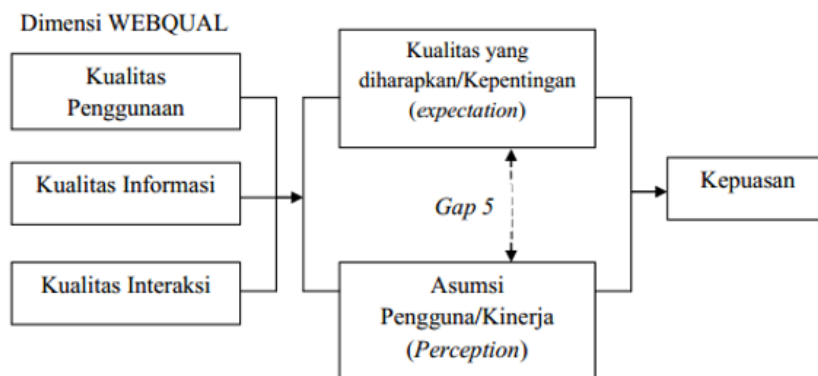 Dimensi WEBQUAL
Kualitas
Penggunaan
Kualitas Informasi
Kualitas Interaksi
Kualitas yang
diharapkan/Kepentingan
(expectation)
Gap 5
Asumsi
Pengguna/Kinerja
(Perception)
Kepuasan